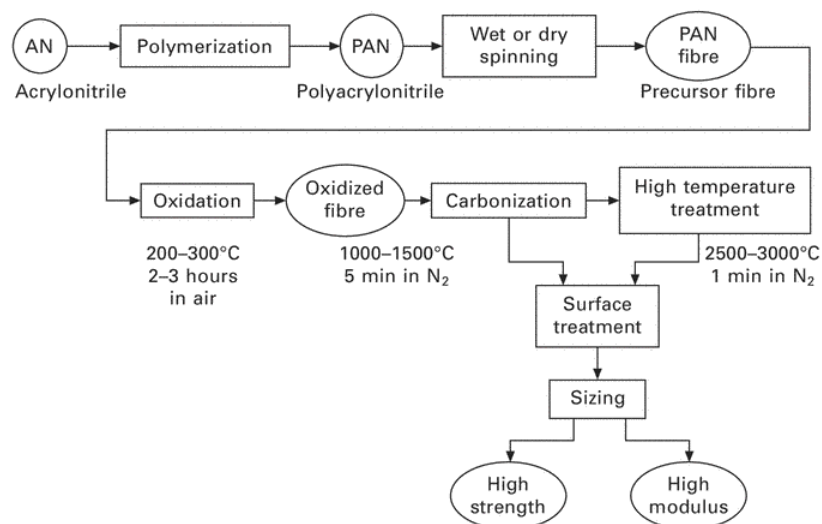 AN
Polymerization
PAN
Wet or dry
spinning
PAN
fibre
Acrylonitrile
Polyacrylonitrile
Precursor fibre
Oxidation
Oxidized
fibre
Carbonization
High temperature
treatment
200–300°C
2–3 hours
in air
1000–1500°C
5 min in N₂
2500–3000°C
1 min in N₂
Surface
treatment
Sizing
High
strength
High
modulus